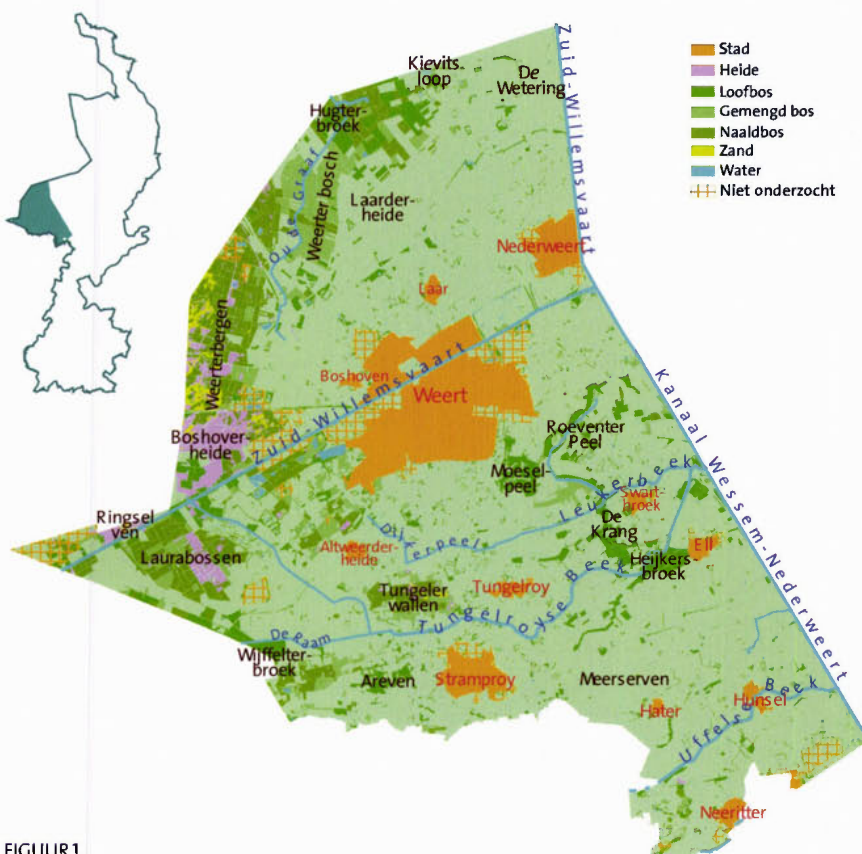 Kievits
loop
De
Wetering
Zuid-Willemsvaart
Stad
Heide
Loofbos
Gemengd bos
Naaldbos
Zand
Water
Niet onderzocht
Hugter-
broek
Oude Graaf
Weerter bosch
Laarder-
heide
Nederweert
Laar
Weerterbergen
Boshoven
Zuid-Willemsvaart
Weert
Kanaal Wessem-Nederweert
Boshover-
heide
Roeventer
Peel
Moesel-
peel
Leukerbeek
Swart-
broek
Ringsel
ven
De
Krang
Dijkerpeel
Altweerder-
heide
Laurabossen
Ell
Heijkers
broek
Tungeler
wallen
Tungelroy
Tungelroyse Beek
De Raam
Wijffelter-
broek
Areven
Stramproy
Meerserven
Hater
Hunsel
Uffelse Beek
Neeritter
FIGUUR 1